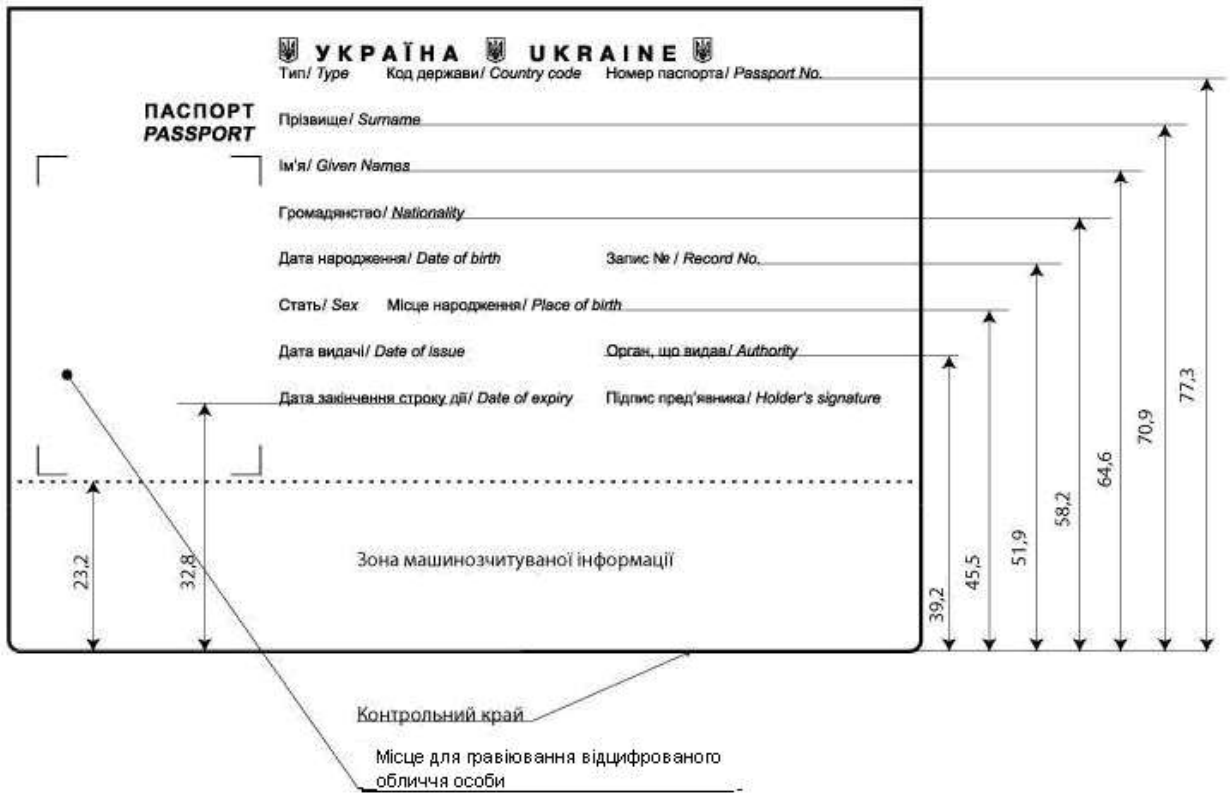 УКРАЇНА UKRAINE
Тип/ Type Код держави/ Country code Номер паспорта/ Passport No.
ПАСПОРТ
PASSPORT
Прізвище/ Surname
Ім'я/ Given Names
Громадянство/ Nationality
Дата народження/ Date of birth Запис № / Record No.
Стать/ Sex Місце народження/ Place of birth
Дата видачі/ Date of issue Орган, що видав/ Authority
Дата закінчення строку дії/ Date of expiry Підпис пред'явника/ Holder's signature
77,3
70,9
64,6
58,2
51,9
45,5
39,2
23,2
32,8
Зона машинозчитуваної інформації
Контрольний край
Місце для гравіювання відцифрованого
обличчя особи